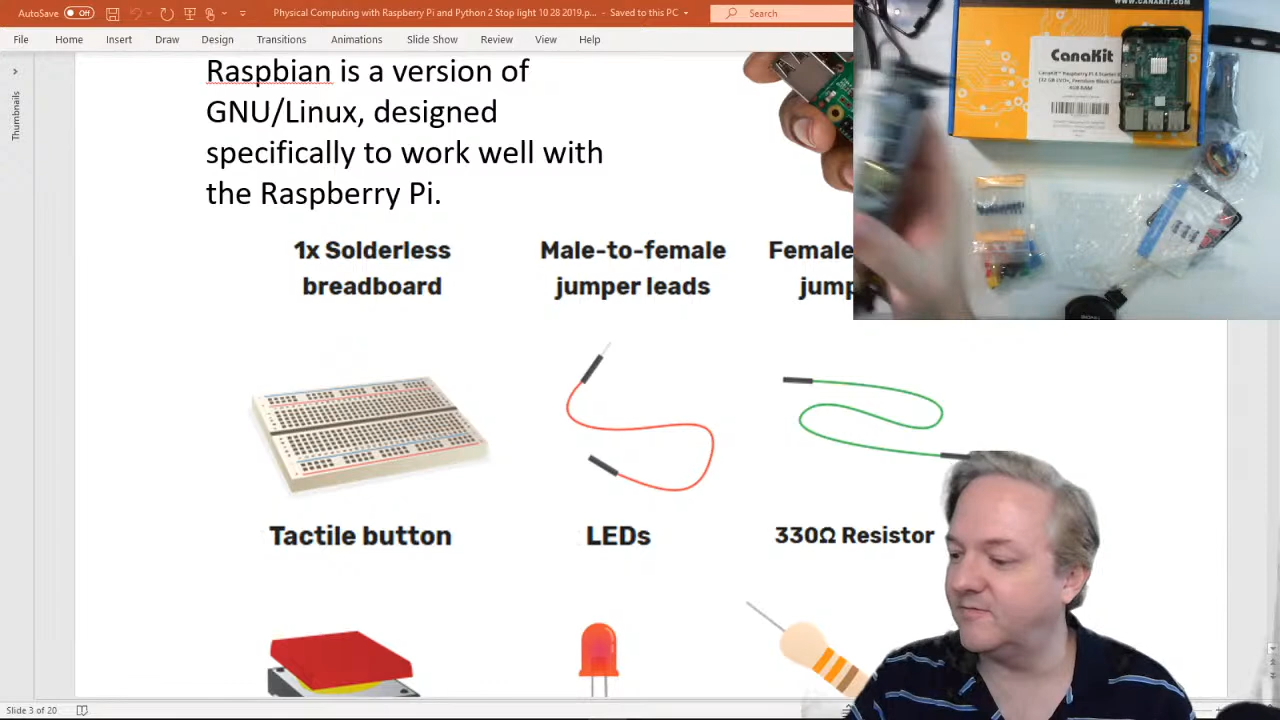 AutoSave Off
Physical Computing with Raspberry Pi and Python 2 Stop light 10 28 2019.p... - Saved to this PC
Search
File Home Insert Draw Design Transitions Animations Slide Show Review View Help
Thumbnails
Raspbian is a version of
GNU/Linux, designed
specifically to work well with
the Raspberry Pi.
1x Solderless
breadboard
Male-to-female
jumper leads
Female
jump
Tactile button
LEDs
330Ω Resistor
WWW.CANAKIT.COM
CanaKit
Slide 3 of 20